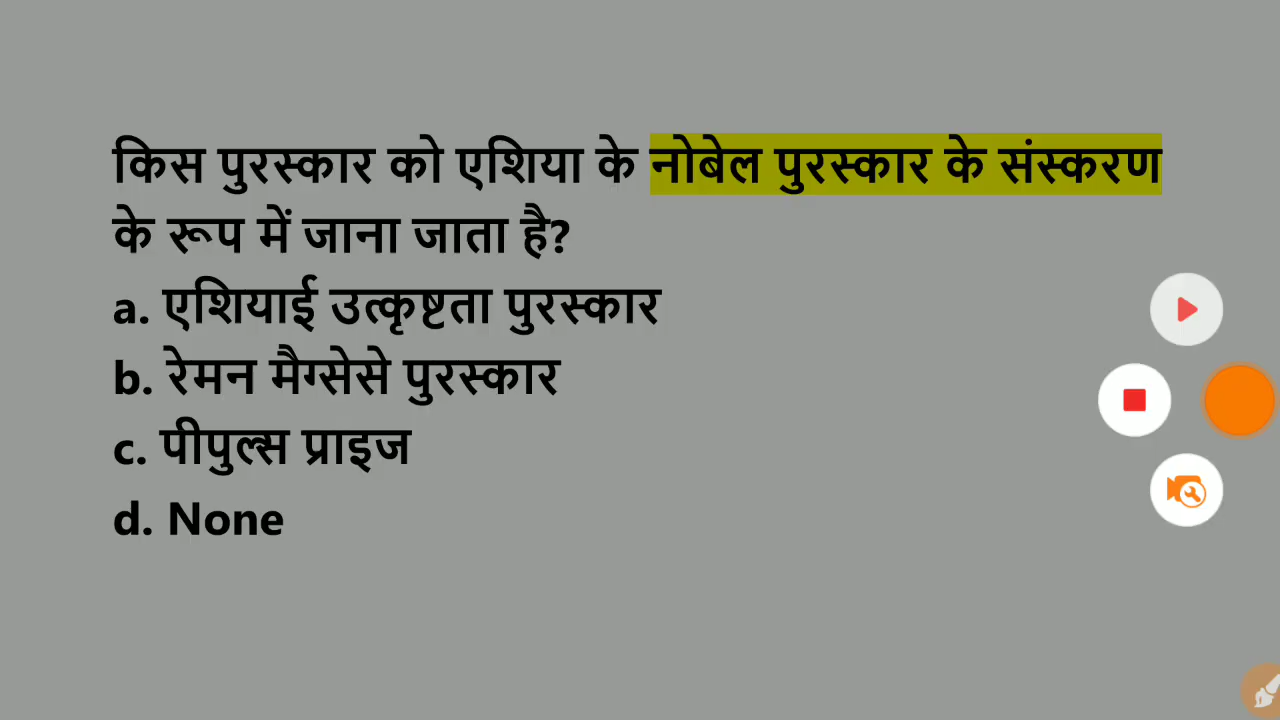 किस पुरस्कार को एशिया के नोबेल पुरस्कार के संस्करण
के रूप में जाना जाता है?
a. एशियाई उत्कृष्टता पुरस्कार
b. रेमन मैग्सेसे पुरस्कार
c. पीपुल्स प्राइज
d. None